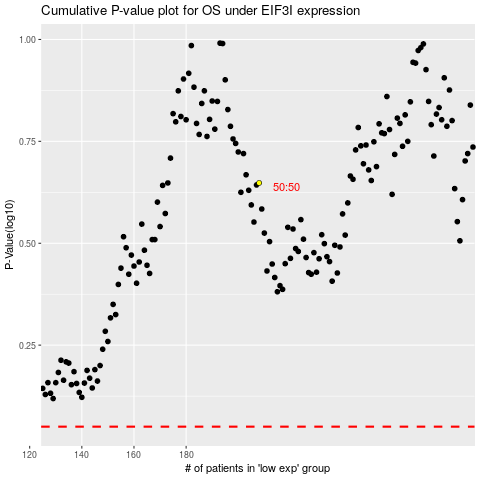 Cumulative P-value plot for OS under EIF3I expression
1.00
0.75
0.50
0.25
P-Value(log10)
50:50
120 140 160 180
# of patients in 'low exp' group